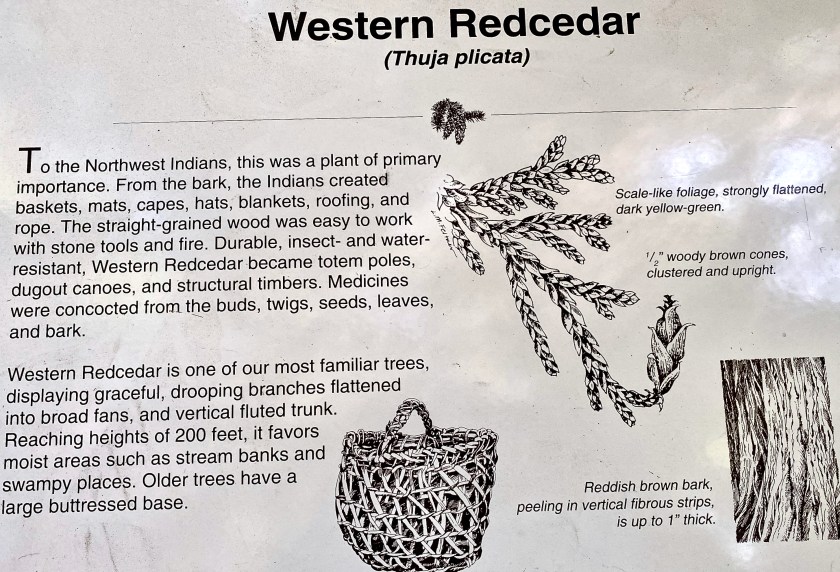 Western Redcedar
(Thuja plicata)
To the Northwest Indians, this was a plant of primary
importance. From the bark, the Indians created
baskets, mats, capes, hats, blankets, roofing, and
rope. The straight-grained wood was easy to work
with stone tools and fire. Durable, insect- and water-
resistant, Western Redcedar became totem poles,
dugout canoes, and structural timbers. Medicines
were concocted from the buds, twigs, seeds, leaves,
and bark.
Western Redcedar is one of our most familiar trees,
displaying graceful, drooping branches flattened
into broad fans, and vertical fluted trunk.
Reaching heights of 200 feet, it favors
moist areas such as stream banks and
swampy places. Older trees have a
large buttressed base.
Scale-like foliage, strongly flattened,
dark yellow-green.
1/2" woody brown cones,
clustered and upright.
Reddish brown bark,
peeling in vertical fibrous strips,
is up to 1" thick.